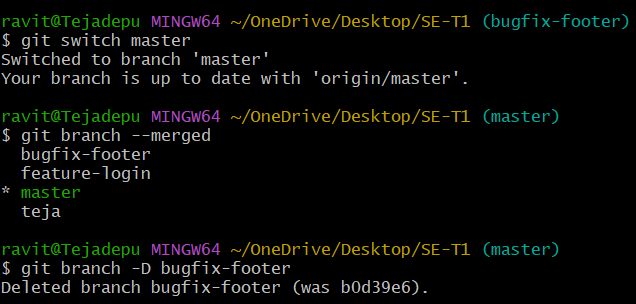 ravit@Tejadepu MINGW64 ~/OneDrive/Desktop/SE-T1 (bugfix-footer)
$ git switch master
Switched to branch 'master'
Your branch is up to date with 'origin/master'.
ravit@Tejadepu MINGW64 ~/OneDrive/Desktop/SE-T1 (master)
$ git branch --merged
bugfix-footer
feature-login
* master
teja
ravit@Tejadepu MINGW64 ~/OneDrive/Desktop/SE-T1 (master)
$ git branch -D bugfix-footer
Deleted branch bugfix-footer (was b0d39e6).